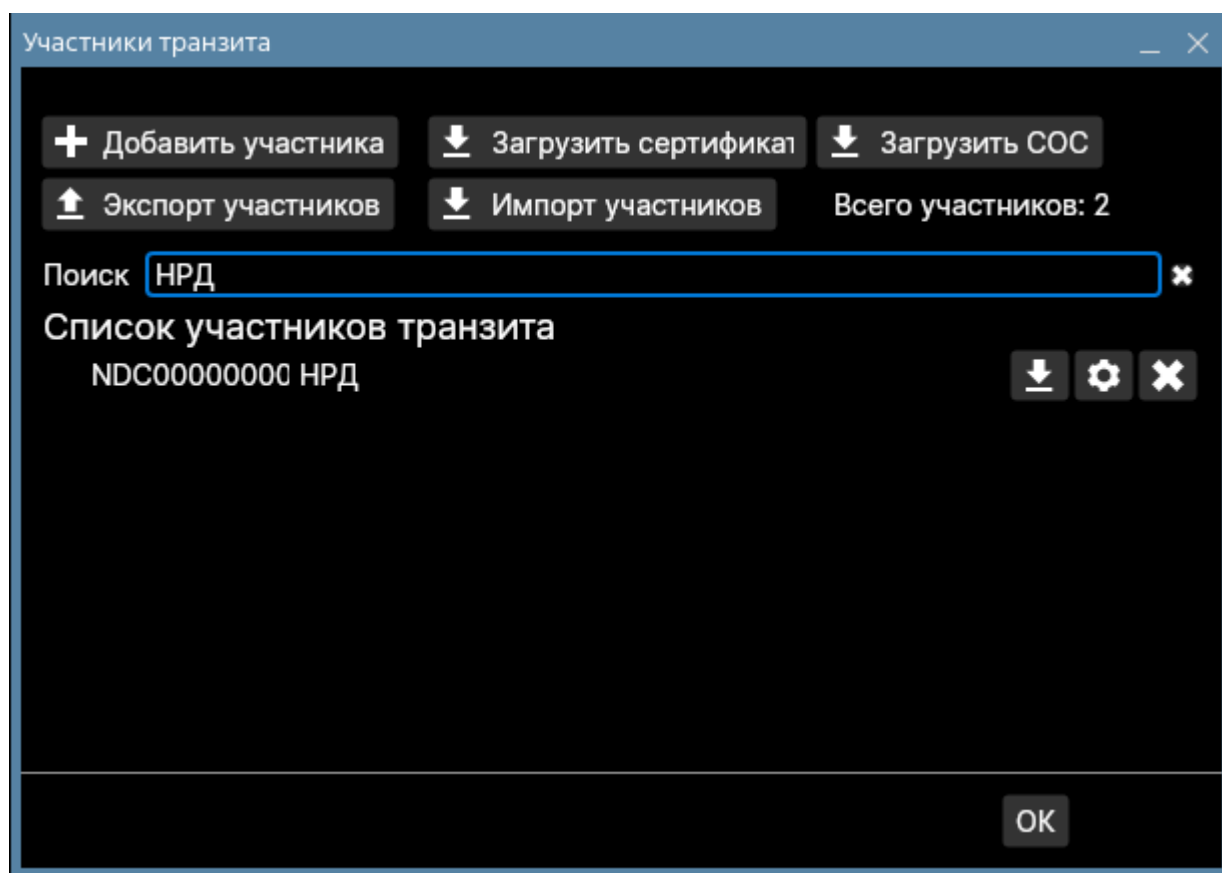 Участники транзита
Добавить участника Загрузить сертификат Загрузить СОС
Экспорт участников Импорт участников Всего участников: 2
Поиск НРД
Список участников транзита
NDC00000000C НРД
OK